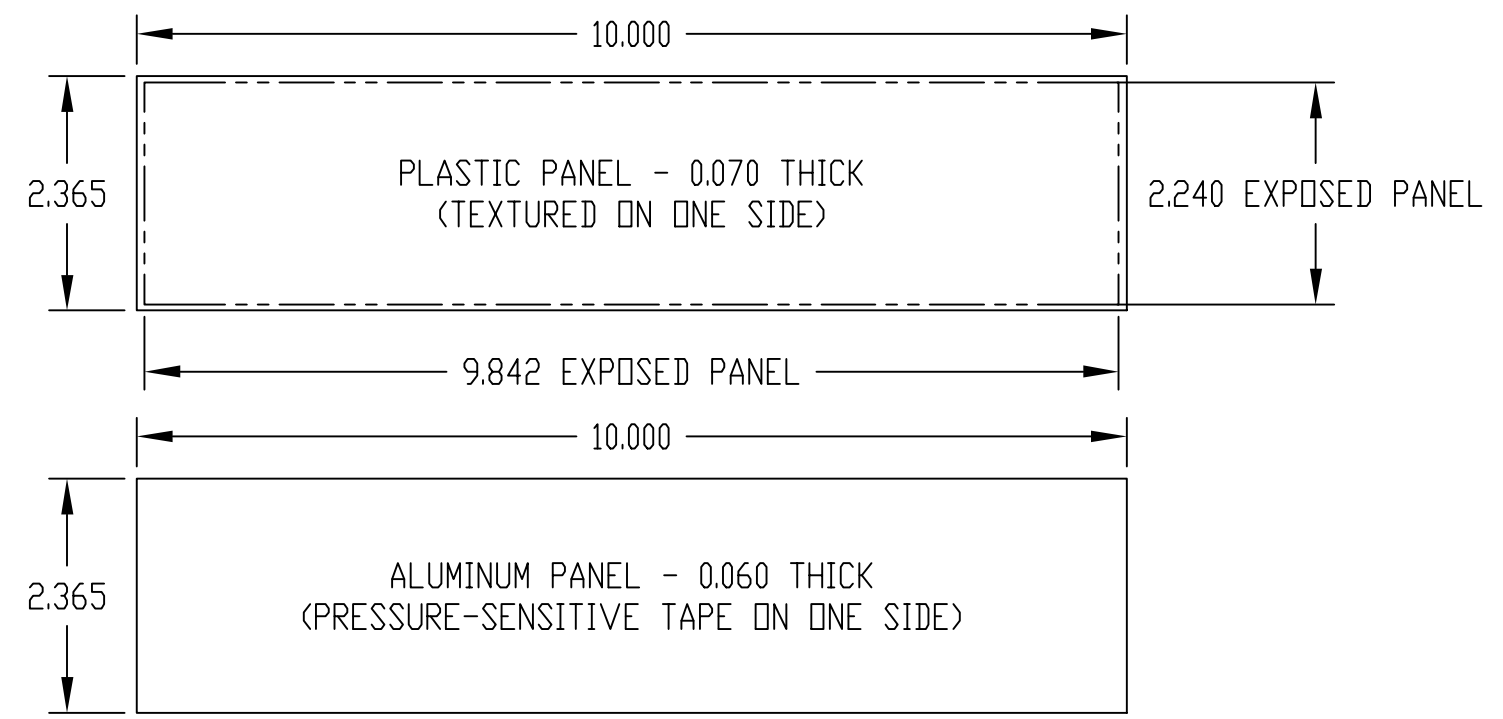 10.000
2.365
PLASTIC PANEL - 0.070 THICK
(TEXTURED ON ONE SIDE)
2.240 EXPOSED PANEL
9.842 EXPOSED PANEL
10.000
2.365
ALUMINUM PANEL - 0.060 THICK
(PRESSURE-SENSITIVE TAPE ON ONE SIDE)